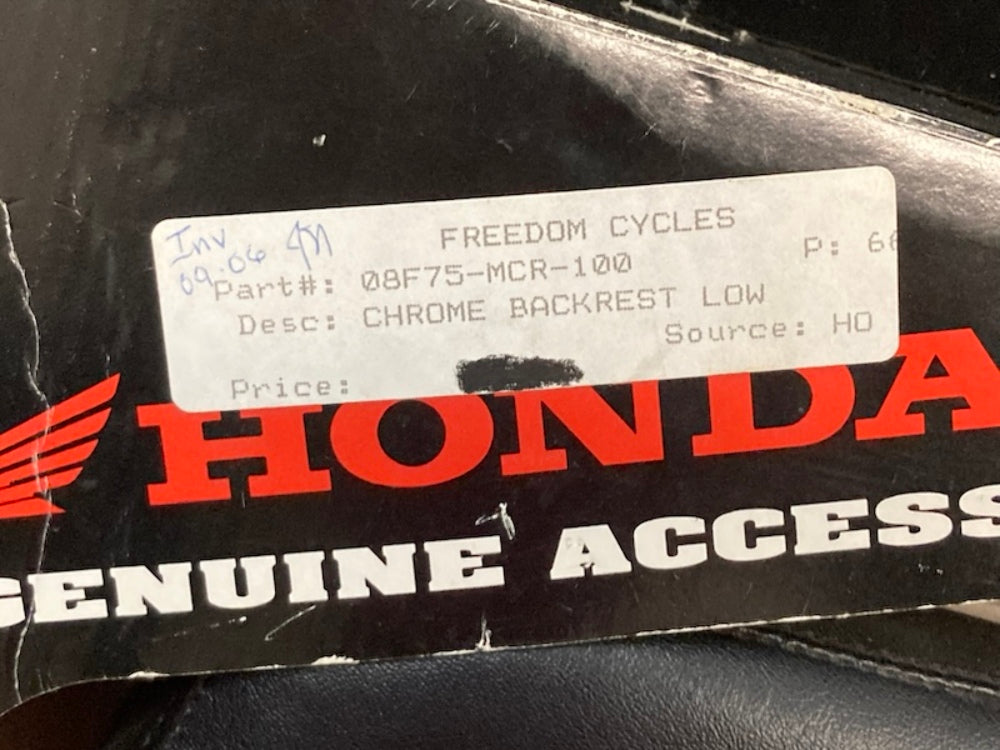 Inv
09.06
FREEDOM CYCLES
P: 6
Part#: 08F75-MCR-100
Desc: CHROME BACKREST LOW
Source: HO
Price:
HONDA
GENUINE ACCESS